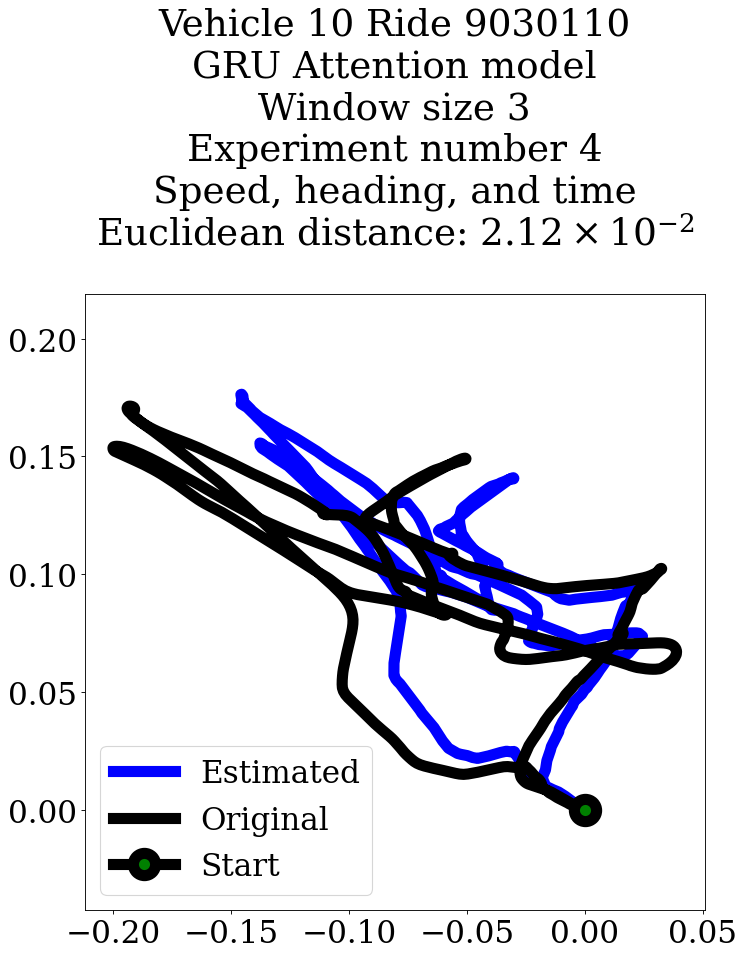 Vehicle 10 Ride 9030110
GRU Attention model
Window size 3
Experiment number 4
Speed, heading, and time
Euclidean distance: 2.12 × 10⁻²
0.20
0.15
0.10
0.05
0.00
Estimated
Original
Start
−0.20 −0.15 −0.10 −0.05 0.00 0.05